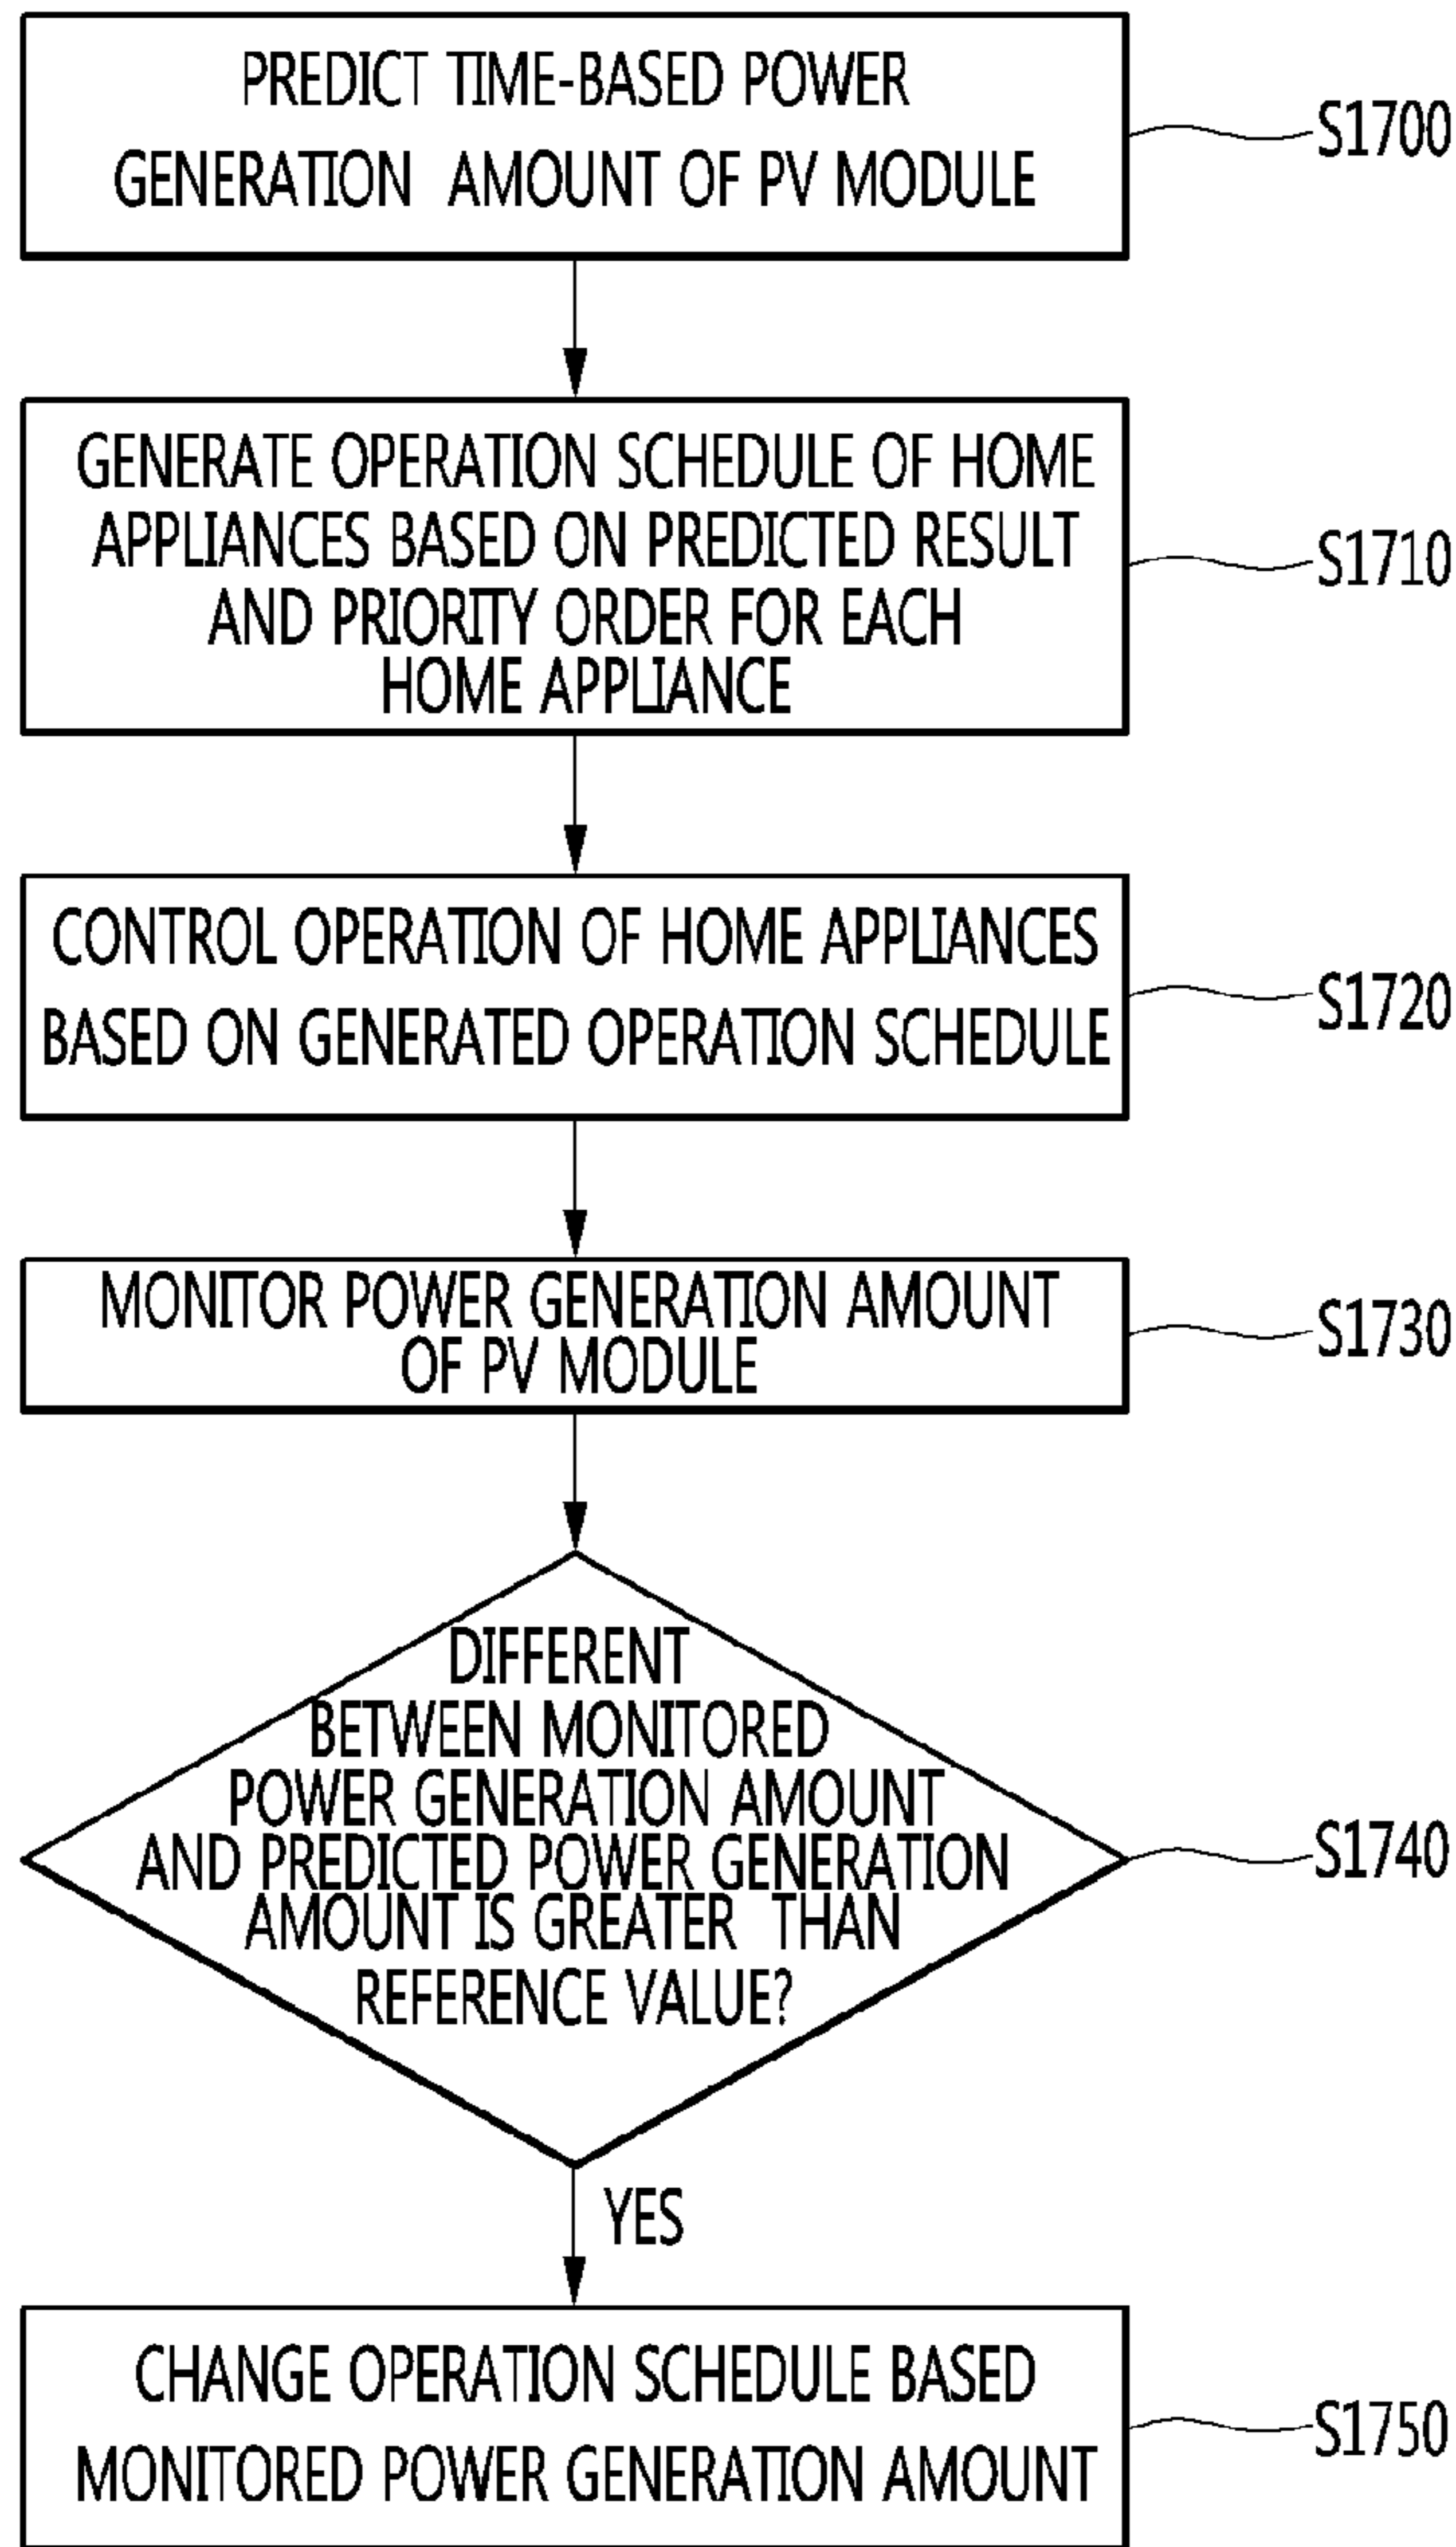 PREDICT TIME-BASED POWER
GENERATION AMOUNT OF PV MODULE
S1700
GENERATE OPERATION SCHEDULE OF HOME
APPLIANCES BASED ON PREDICTED RESULT
AND PRIORITY ORDER FOR EACH
HOME APPLIANCE
S1710
CONTROL OPERATION OF HOME APPLIANCES
BASED ON GENERATED OPERATION SCHEDULE
S1720
MONITOR POWER GENERATION AMOUNT
OF PV MODULE
S1730
DIFFERENT
BETWEEN MONITORED
POWER GENERATION AMOUNT
AND PREDICTED POWER GENERATION
AMOUNT IS GREATER THAN
REFERENCE VALUE?
S1740
YES
CHANGE OPERATION SCHEDULE BASED
MONITORED POWER GENERATION AMOUNT
S1750